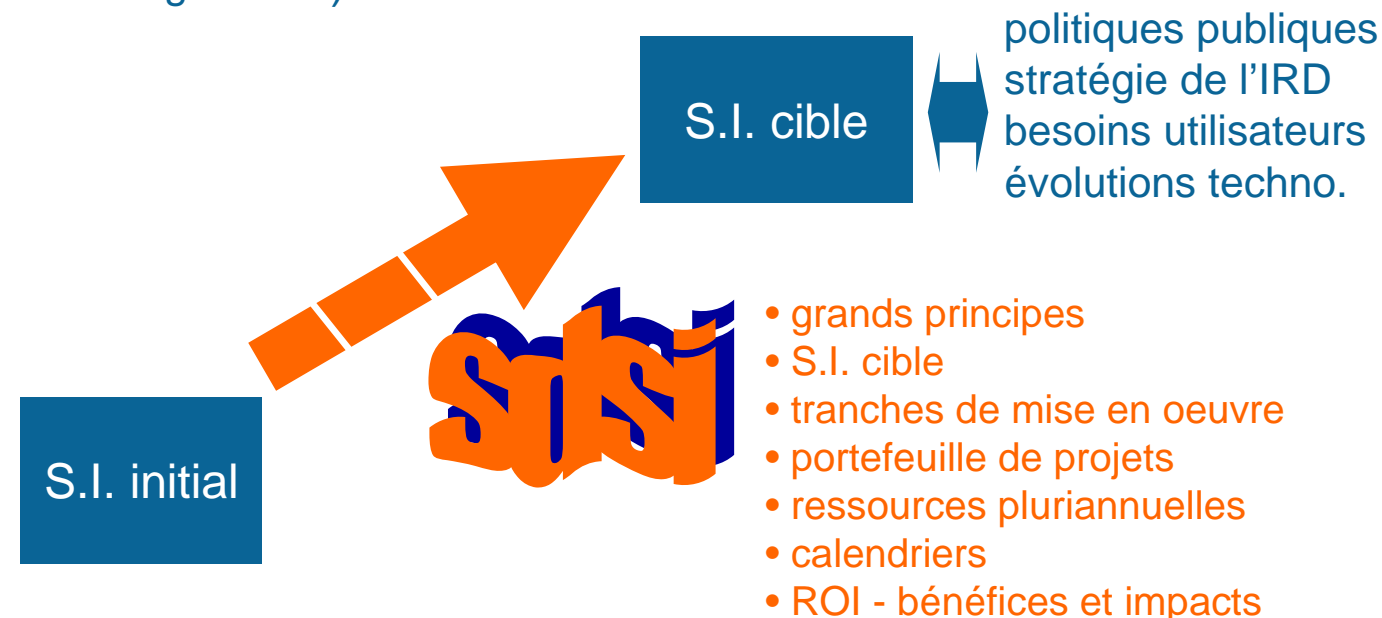 politiques publiques
stratégie de l'IRD
besoins utilisateurs
évolutions techno.
S.I. cible
sdsi
• grands principes
• S.I. cible
• tranches de mise en oeuvre
• portefeuille de projets
• ressources pluriannuelles
• calendriers
• ROI - bénéfices et impacts
S.I. initial